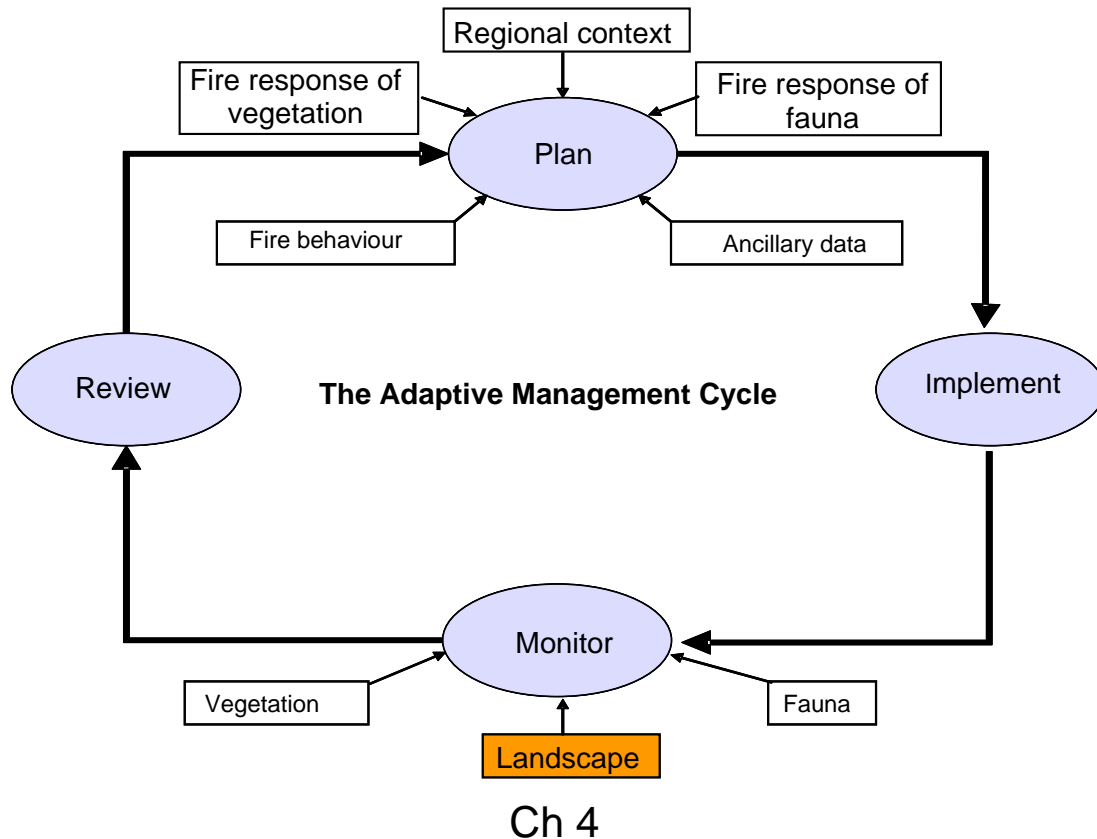 Regional context
Fire response of
vegetation
Fire response of
fauna
Plan
Fire behaviour
Ancillary data
Review
The Adaptive Management Cycle
Implement
Monitor
Vegetation
Fauna
Landscape
Ch 4